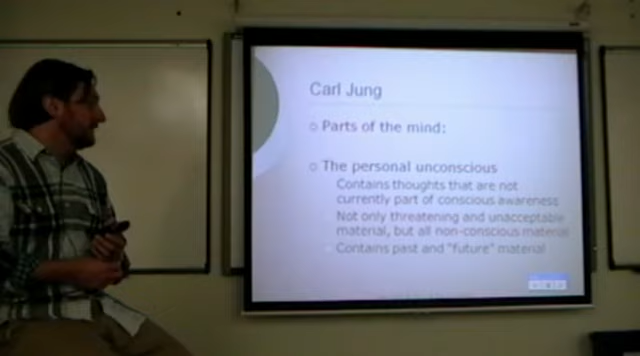 Carl Jung
Parts of the mind:
The personal unconscious
Contains thoughts that are not
currently part of conscious awareness
Not only threatening and unacceptable
material, but all non-conscious material
Contains past and "future" material